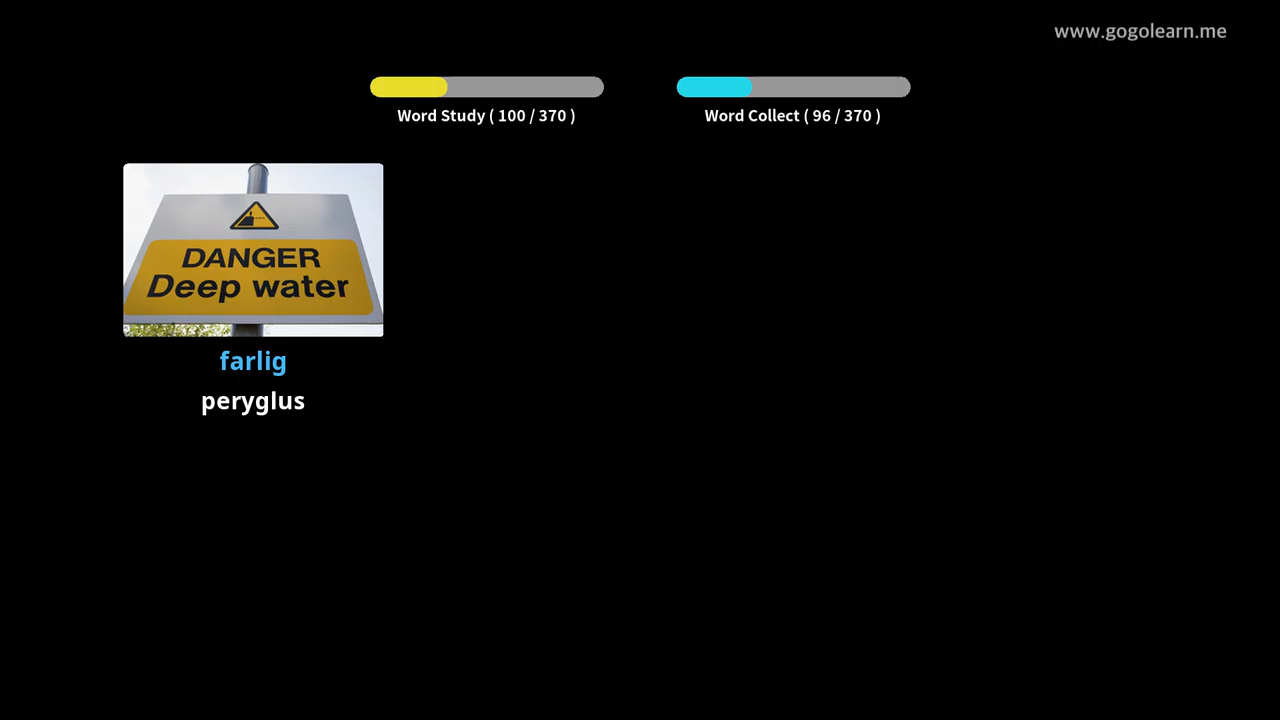 www.gogolearn.me
Word Study ( 100 / 370 )
Word Collect ( 96 / 370 )
DANGER
Deep water
farlig
peryglus